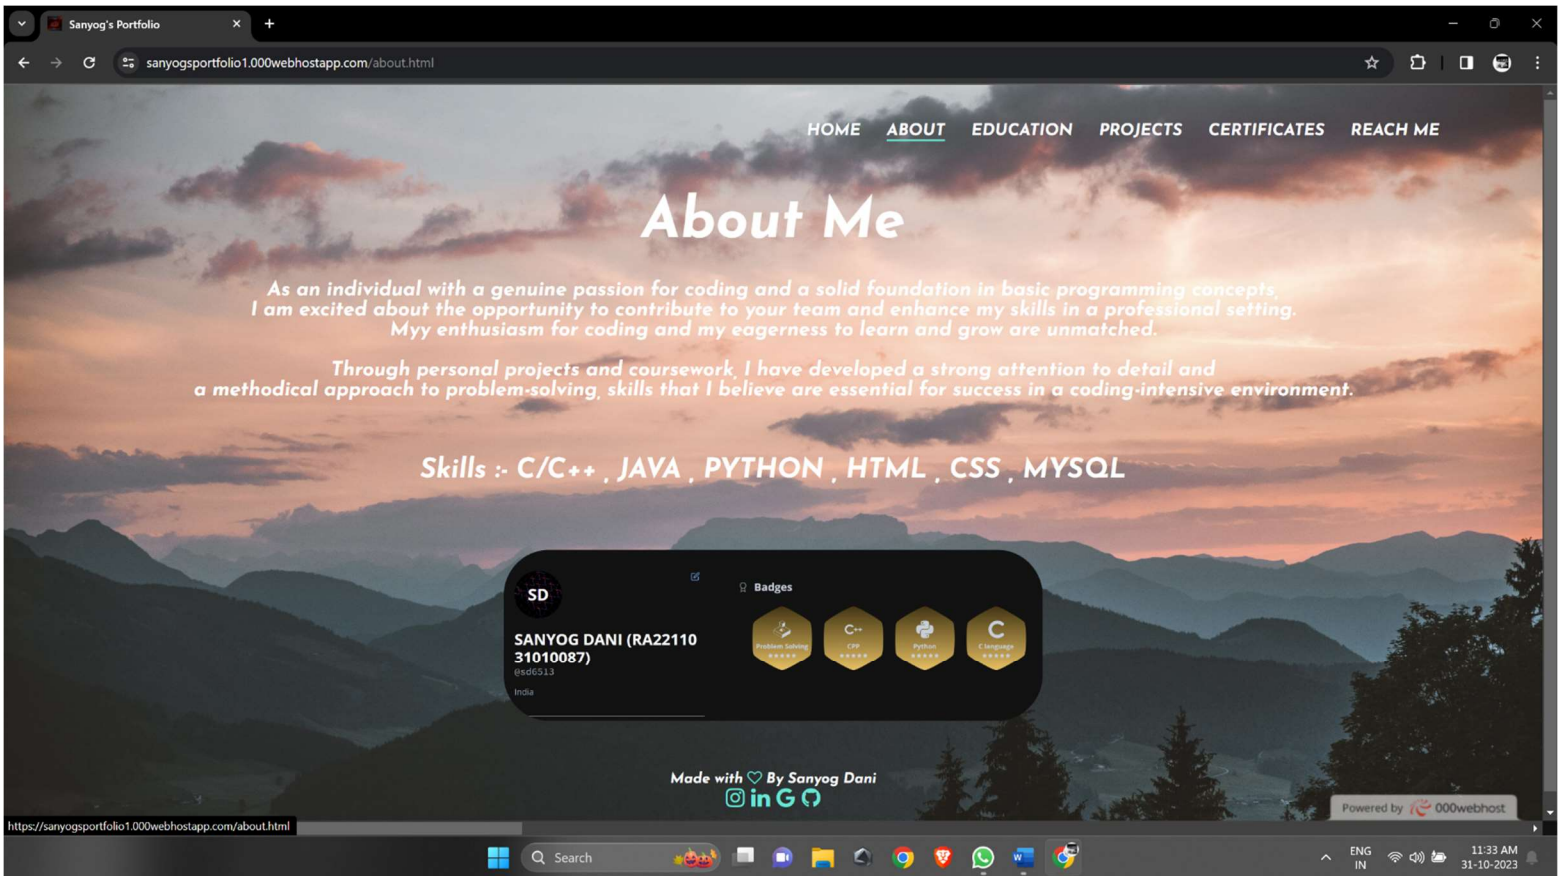 Sanyog's Portfolio
sanyogsportfolio1.000webhostapp.com/about.html
HOME ABOUT EDUCATION PROJECTS CERTIFICATES REACH ME
About Me
As an individual with a genuine passion for coding and a solid foundation in basic programming concepts,
I am excited about the opportunity to contribute to your team and enhance my skills in a professional setting.
Myy enthusiasm for coding and my eagerness to learn and grow are unmatched.
Through personal projects and coursework, I have developed a strong attention to detail and
a methodical approach to problem-solving, skills that I believe are essential for success in a coding-intensive environment.
Skills :- C/C++ , JAVA , PYTHON , HTML , CSS , MYSQL
SD
SANYOG DANI (RA22110
31010087)
@sd6513
India
Badges
Problem Solving
C++
CPP
Python
C
C language
Made with ♡ By Sanyog Dani
Powered by 000webhost
https://sanyogsportfolio1.000webhostapp.com/about.html
Search
ENG
IN
11:33 AM
31-10-2023